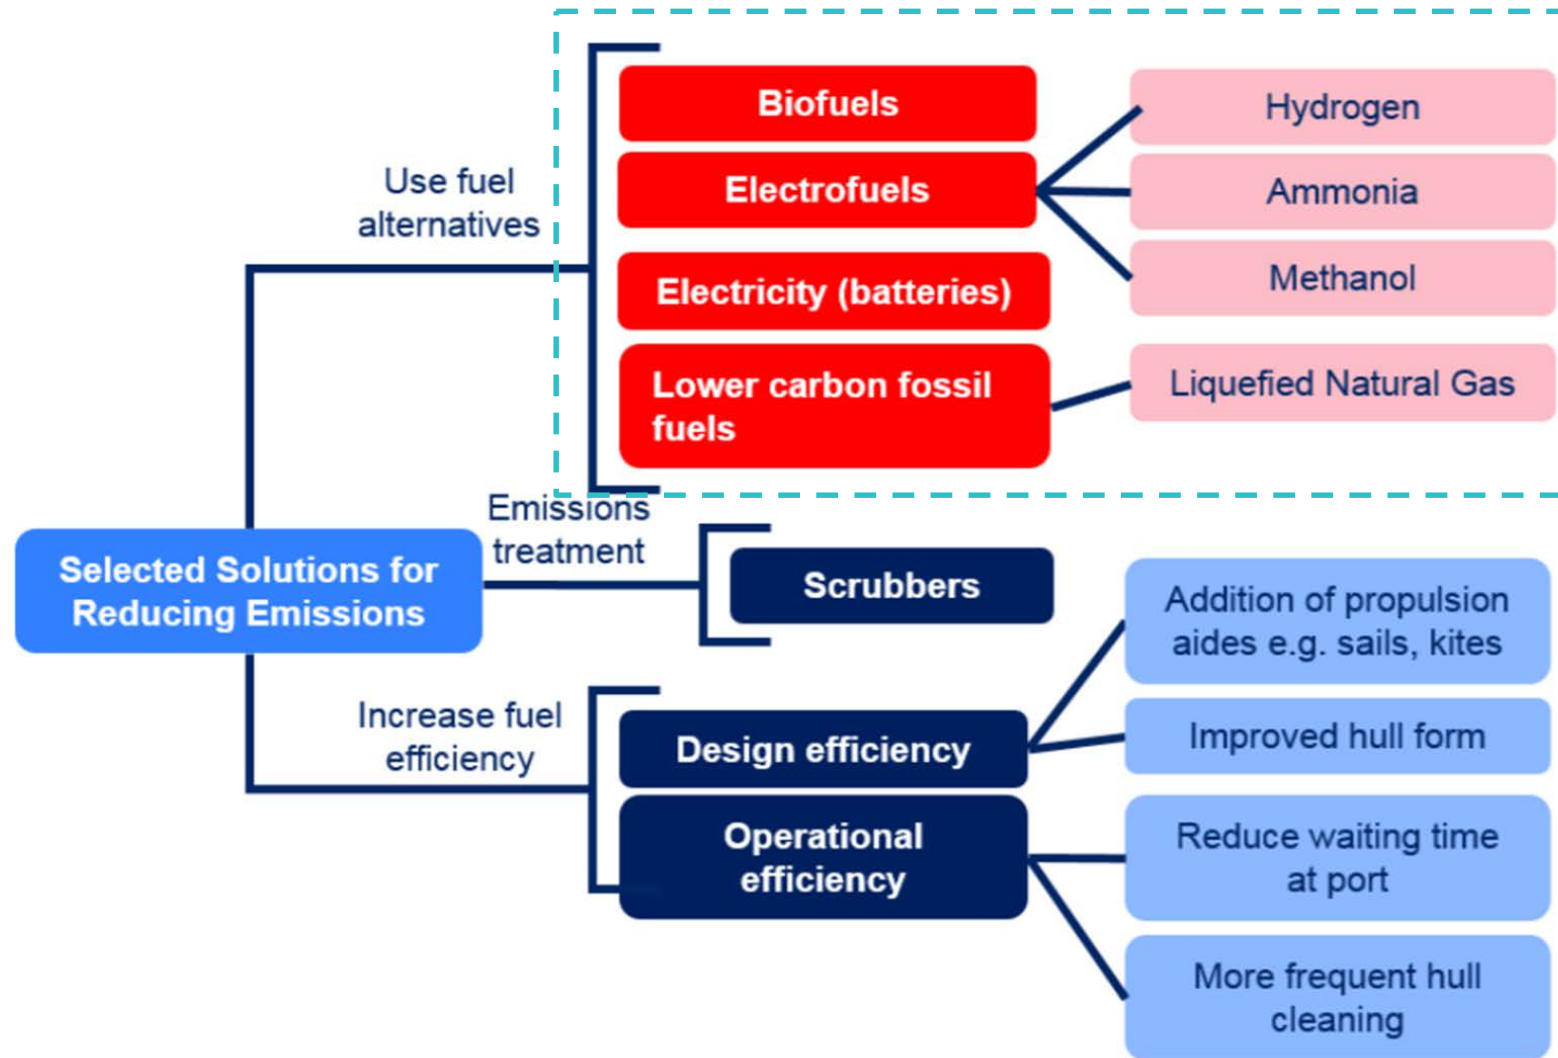 Use fuel
alternatives
Biofuels
Electrofuels
Electricity (batteries)
Lower carbon fossil
fuels
Hydrogen
Ammonia
Methanol
Liquefied Natural Gas
Selected Solutions for
Reducing Emissions
Emissions
treatment
Scrubbers
Increase fuel
efficiency
Design efficiency
Operational
efficiency
Addition of propulsion
aides e.g. sails, kites
Improved hull form
Reduce waiting time
at port
More frequent hull
cleaning